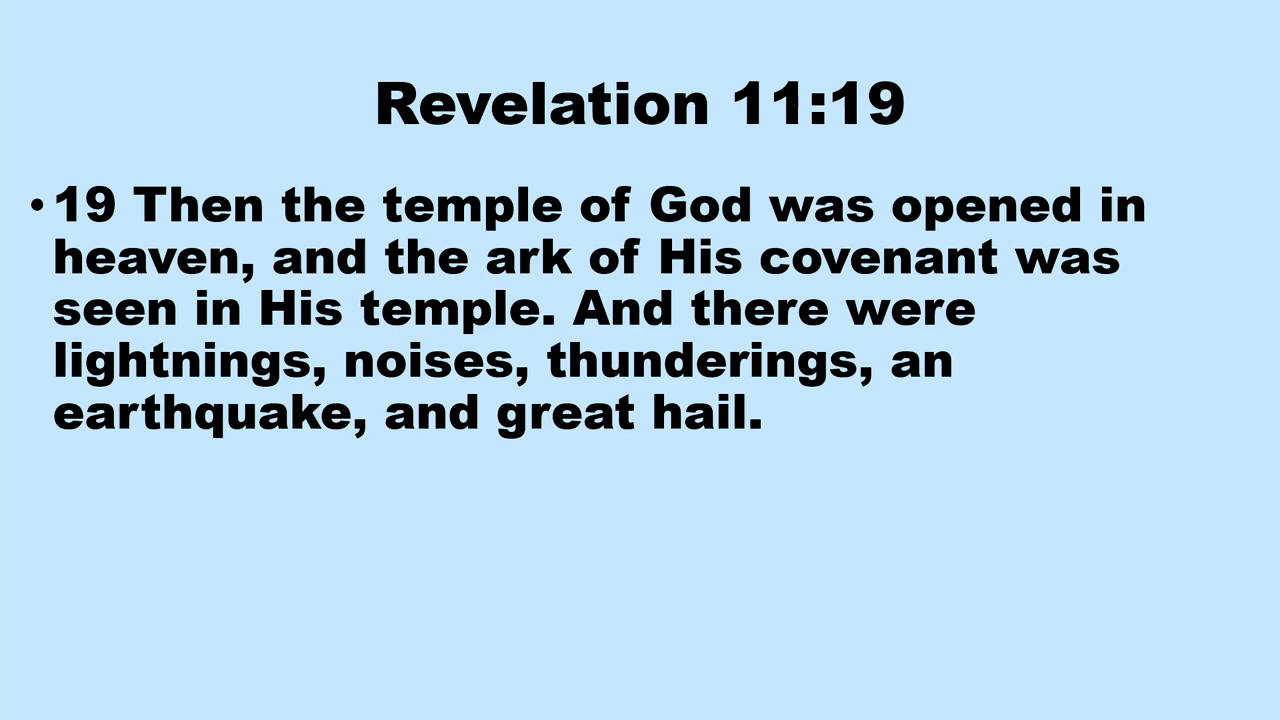 Revelation 11:19
• 19 Then the temple of God was opened in
heaven, and the ark of His covenant was
seen in His temple. And there were
lightnings, noises, thunderings, an
earthquake, and great hail.